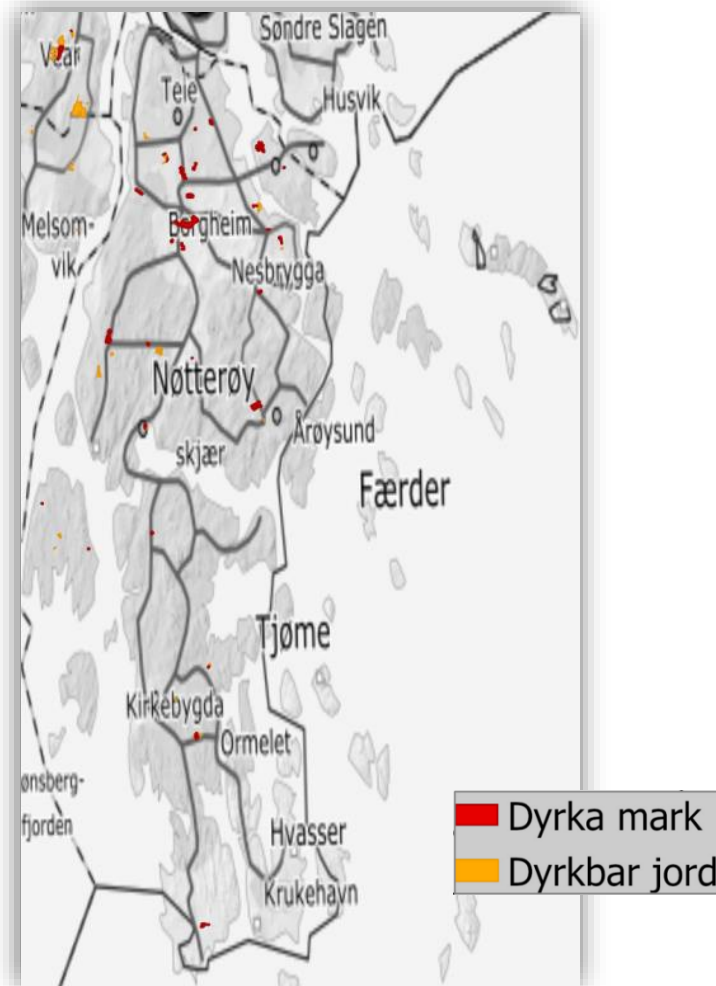 Søndre Slagen
Vear
Teie
Husvik
Borgheim
Melsom-
vik
Nesbrygga
Nøtterøy
Årøysund
skjær
Færder
Tjøme
Kirkebygda
Ormelet
ønsberg-
fjorden
Dyrka mark
Hvasser
Dyrkbar jord
Krukehavn